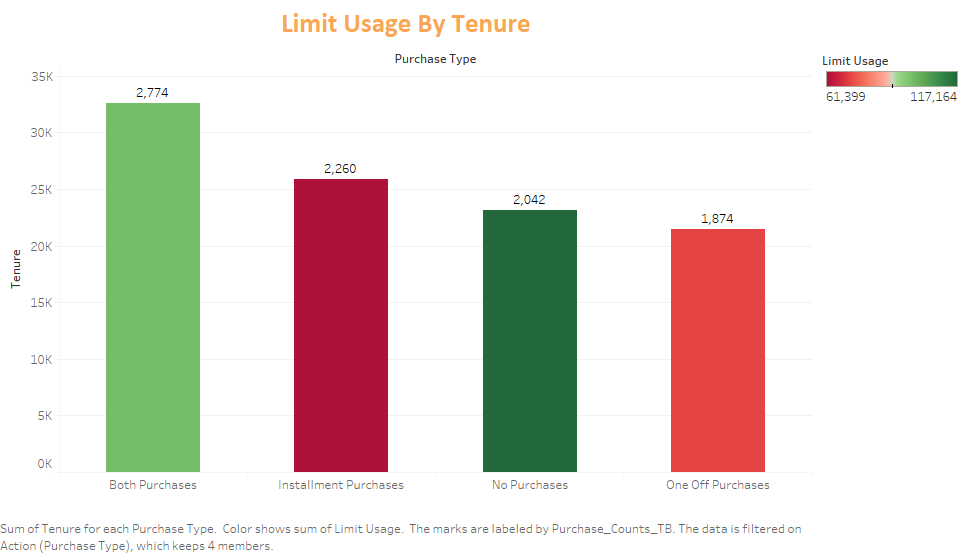 Limit Usage By Tenure
Purchase Type
Limit Usage
61,399
117,164
35K
30K
25K
20K
15K
10K
5K
0K
Tenure
2,774
2,260
2,042
1,874
Both Purchases
Installment Purchases
No Purchases
One Off Purchases
Sum of Tenure for each Purchase Type. Color shows sum of Limit Usage. The marks are labeled by Purchase_Counts_TB. The data is filtered on
Action (Purchase Type), which keeps 4 members.